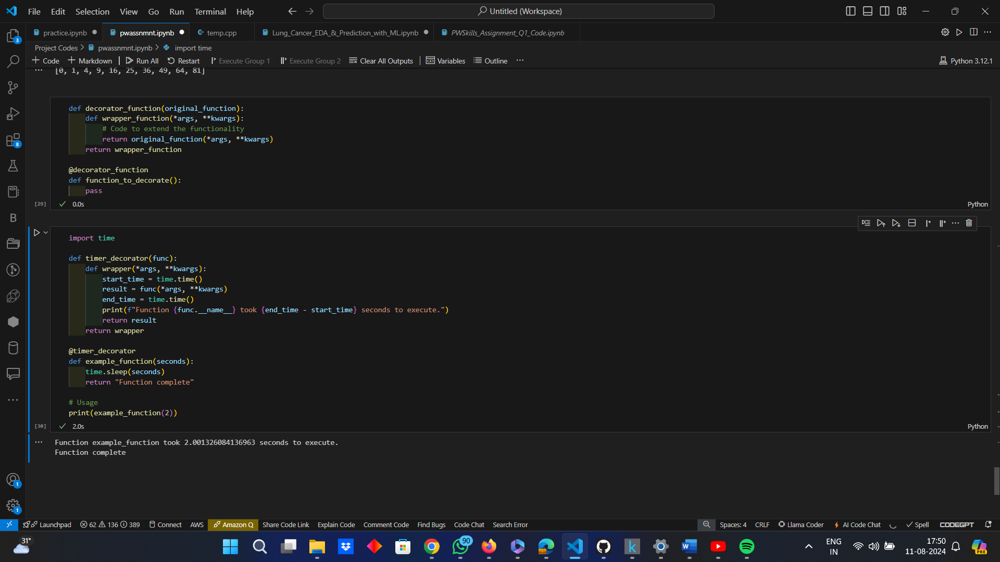 File Edit Selection View Go Run Terminal Help
Untitled (Workspace)
practice.ipynb
pwassnmnt.ipynb
temp.cpp
Lung_Cancer_EDA_&_Prediction_with_ML.ipynb
PWSkills_Assignment_Q1_Code.ipynb
Project Codes > pwassnmnt.ipynb > import time
Code Markdown Run All Restart Execute Group 1 Execute Group 2 Clear All Outputs Variables Outline ...
Python 3.12.1
[0, 1, 4, 9, 16, 25, 36, 49, 64, 81]
def decorator_function(original_function):
    def wrapper_function(*args, **kwargs):
        # Code to extend the functionality
        return original_function(*args, **kwargs)
    return wrapper_function
@decorator_function
def function_to_decorate():
    pass
[29] 0.0s Python
import time
def timer_decorator(func):
    def wrapper(*args, **kwargs):
        start_time = time.time()
        result = func(*args, **kwargs)
        end_time = time.time()
        print(f"Function {func.__name__} took {end_time - start_time} seconds to execute.")
        return result
    return wrapper
@timer_decorator
def example_function(seconds):
    time.sleep(seconds)
    return "Function complete"
# Usage
print(example_function(2))
[30] 2.0s Python
Function example_function took 2.001326084136963 seconds to execute.
Function complete
3
8
B
1
1
Launchpad 62 136 389 Connect AWS Amazon Q Share Code Link Explain Code Comment Code Find Bugs Code Chat Search Error
Spaces: 4 CRLF Llama Coder AI Code Chat Spell CODEGPT
31°
90
k
W
ENG
IN
17:50
11-08-2024
PRE